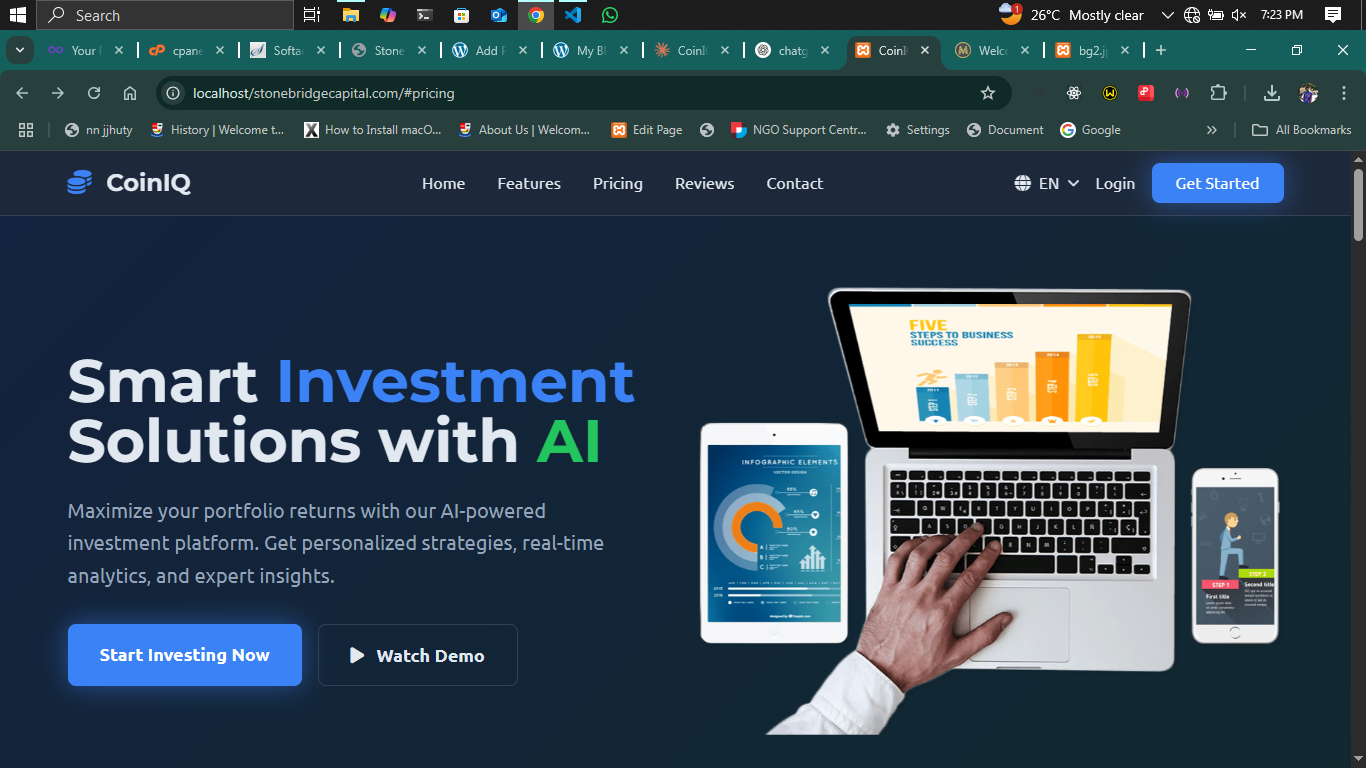 Search
26°C Mostly clear
7:23 PM
1
Your
cpane
Softac
Stone
Add P
My Bl
CoinI
chatg
CoinI
Welco
bg2.j
localhost/stonebridgecapital.com/#pricing
nn jjhuty
History | Welcome t...
How to Install macO...
About Us | Welcom...
Edit Page
NGO Support Centr...
Settings
Document
Google
All Bookmarks
CoinIQ
Home
Features
Pricing
Reviews
Contact
EN
Login
Get Started
Smart Investment
Solutions with AI
Maximize your portfolio returns with our AI-powered
investment platform. Get personalized strategies, real-time
analytics, and expert insights.
Start Investing Now
Watch Demo
FIVE
STEPS TO BUSINESS
SUCCESS
INFOGRAPHIC ELEMENTS
VECTOR DESIGN
A
B
C
STEP 1
STEP 2
First title
Second title